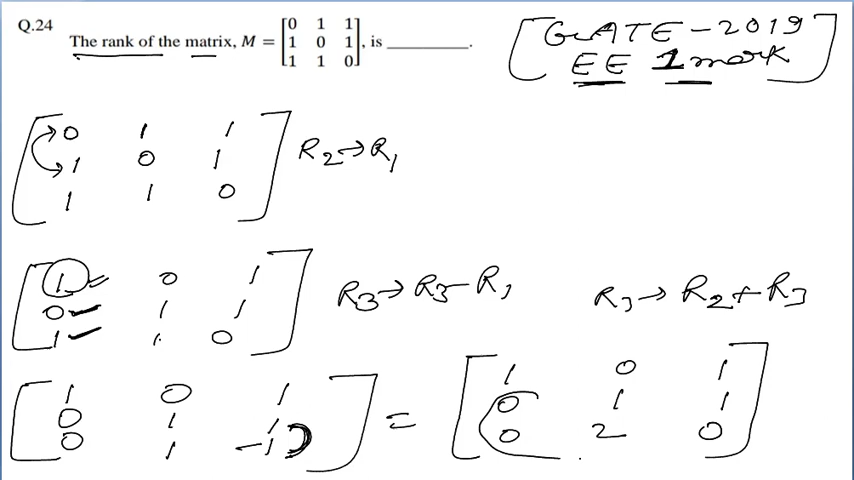 Q.24
The rank of the matrix, M = [0 1 1
1 0 1
1 1 0], is ________.
[GATE - 2019
EE 1 mark]
[0 1 1
1 0 1
1 1 0] R2 → R1
[1 0 1
0 1 1
1 1 0] R3 → R3 - R1 R3 → R2 + R3
[1 0 1
0 1 1
0 1 -1] = [1 0 1
0 1 1
0 2 0]